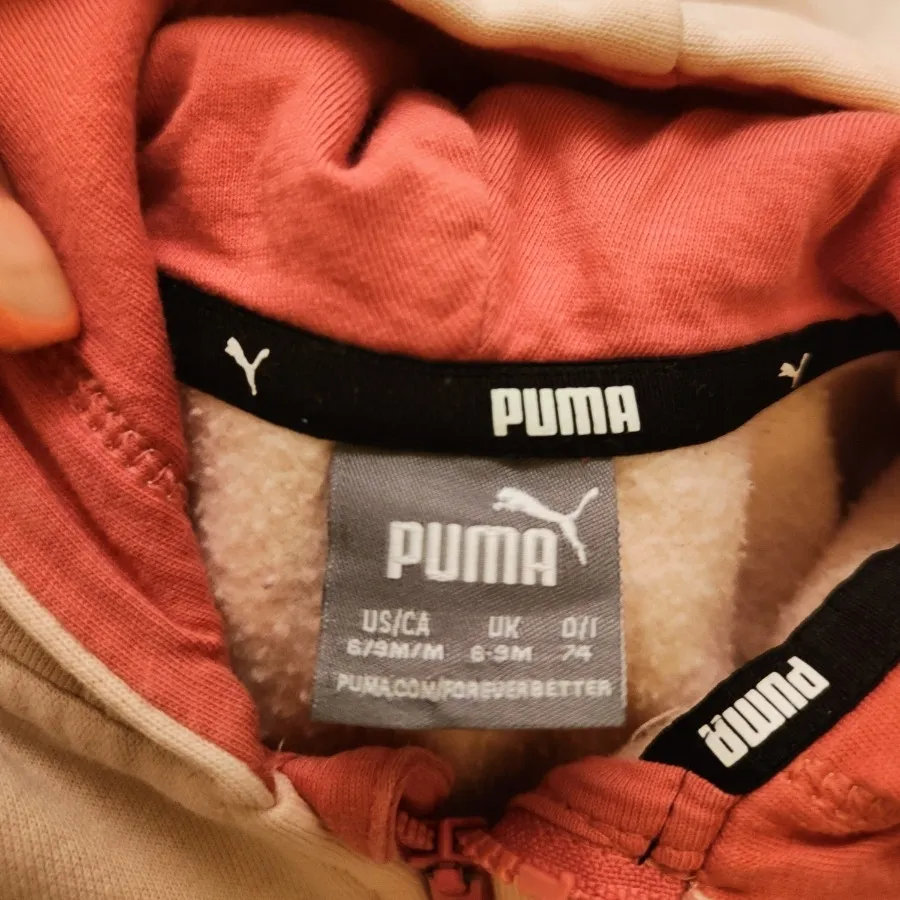 PUMA
PUMA
US/CA UK D/I
6/9M/M 6-9M 74
PUMA.COM/FOREVERBETTER
PUMA